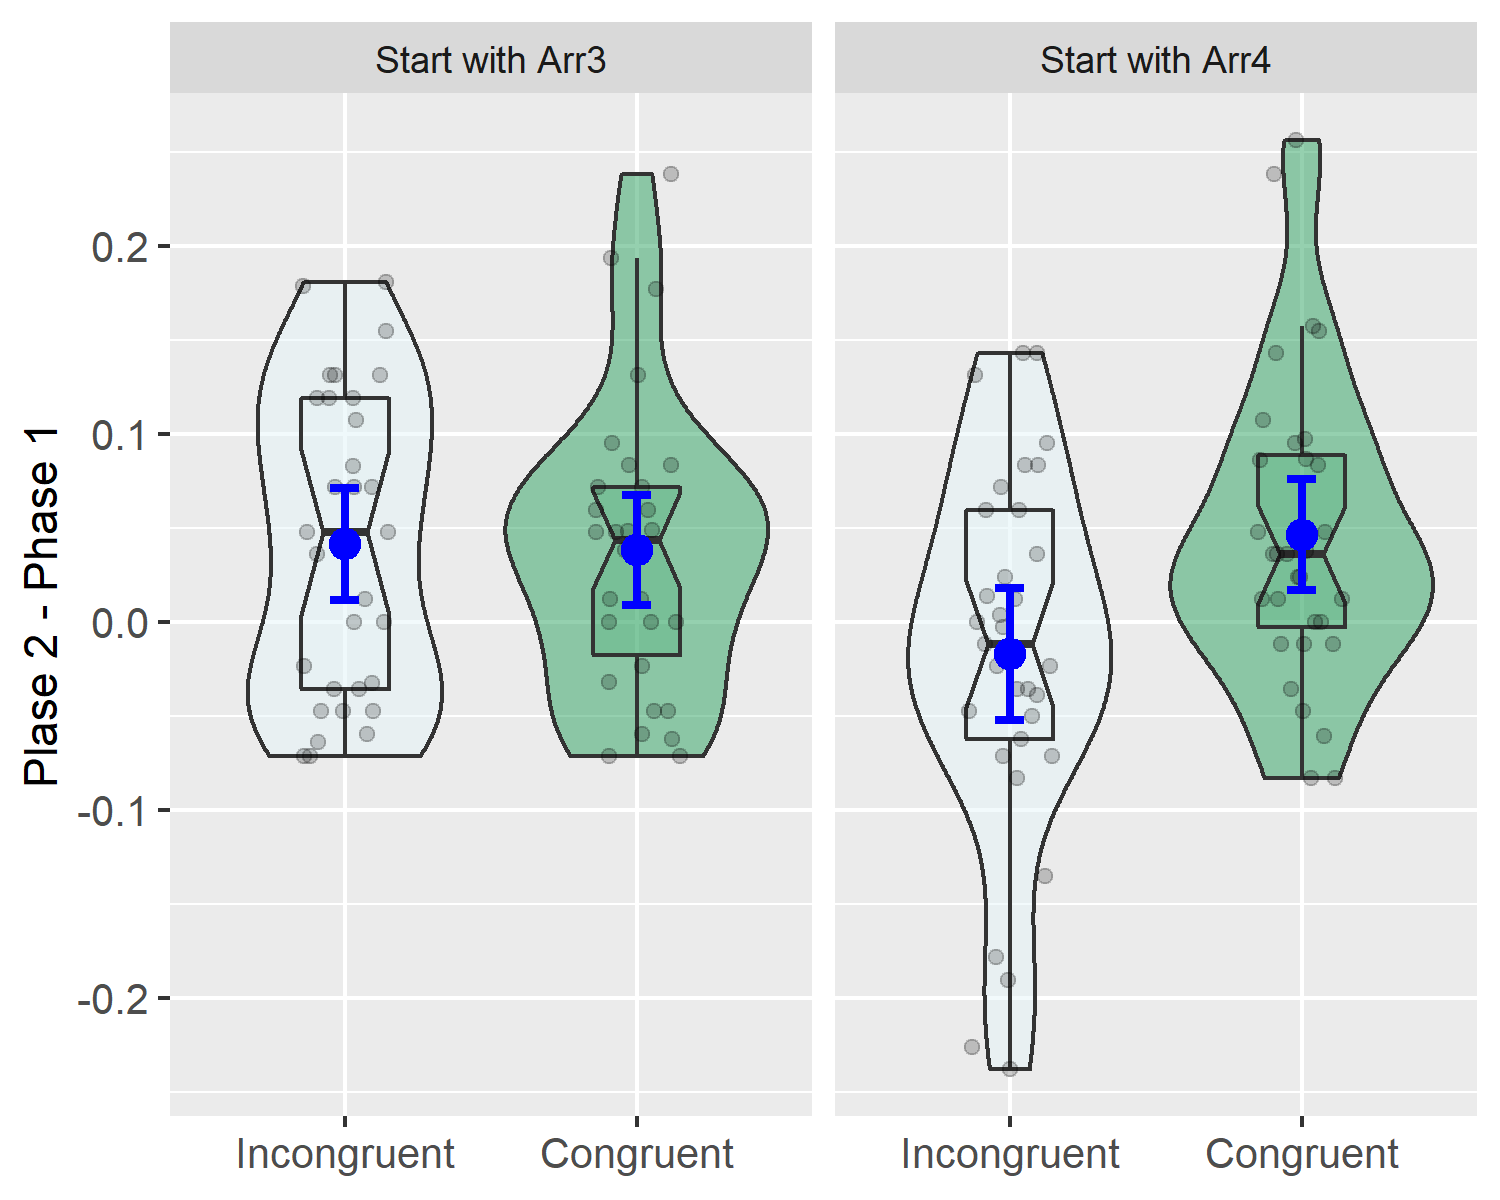 Start with Arr3
Start with Arr4
Plase 2 - Phase 1
0.2
0.1
0.0
-0.1
-0.2
Incongruent
Congruent
Incongruent
Congruent